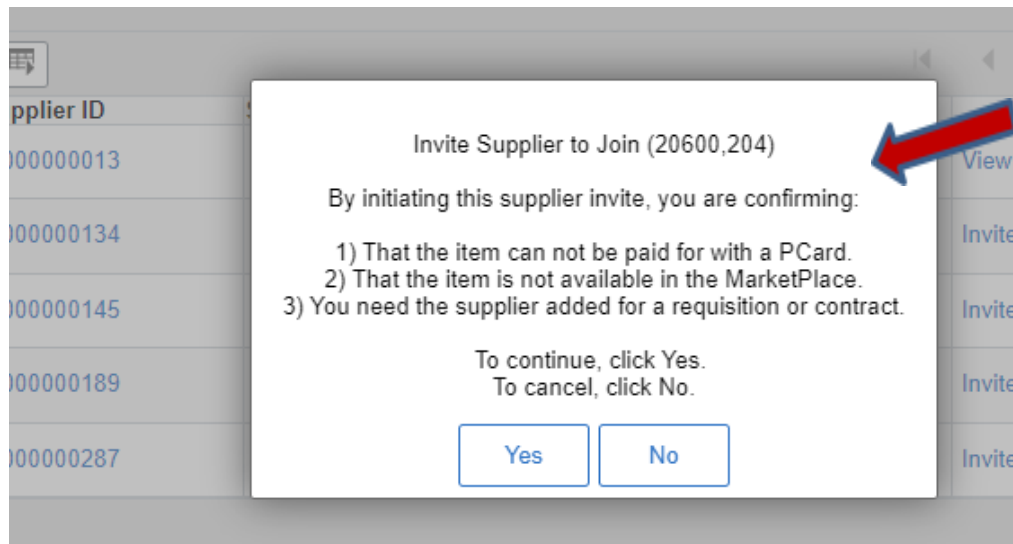 pplier ID
000000013
View
000000134
Invite
000000145
Invite
000000189
Invite
000000287
Invite
Invite Supplier to Join (20600,204)
By initiating this supplier invite, you are confirming:
1) That the item can not be paid for with a PCard.
2) That the item is not available in the MarketPlace.
3) You need the supplier added for a requisition or contract.
To continue, click Yes.
To cancel, click No.
Yes
No